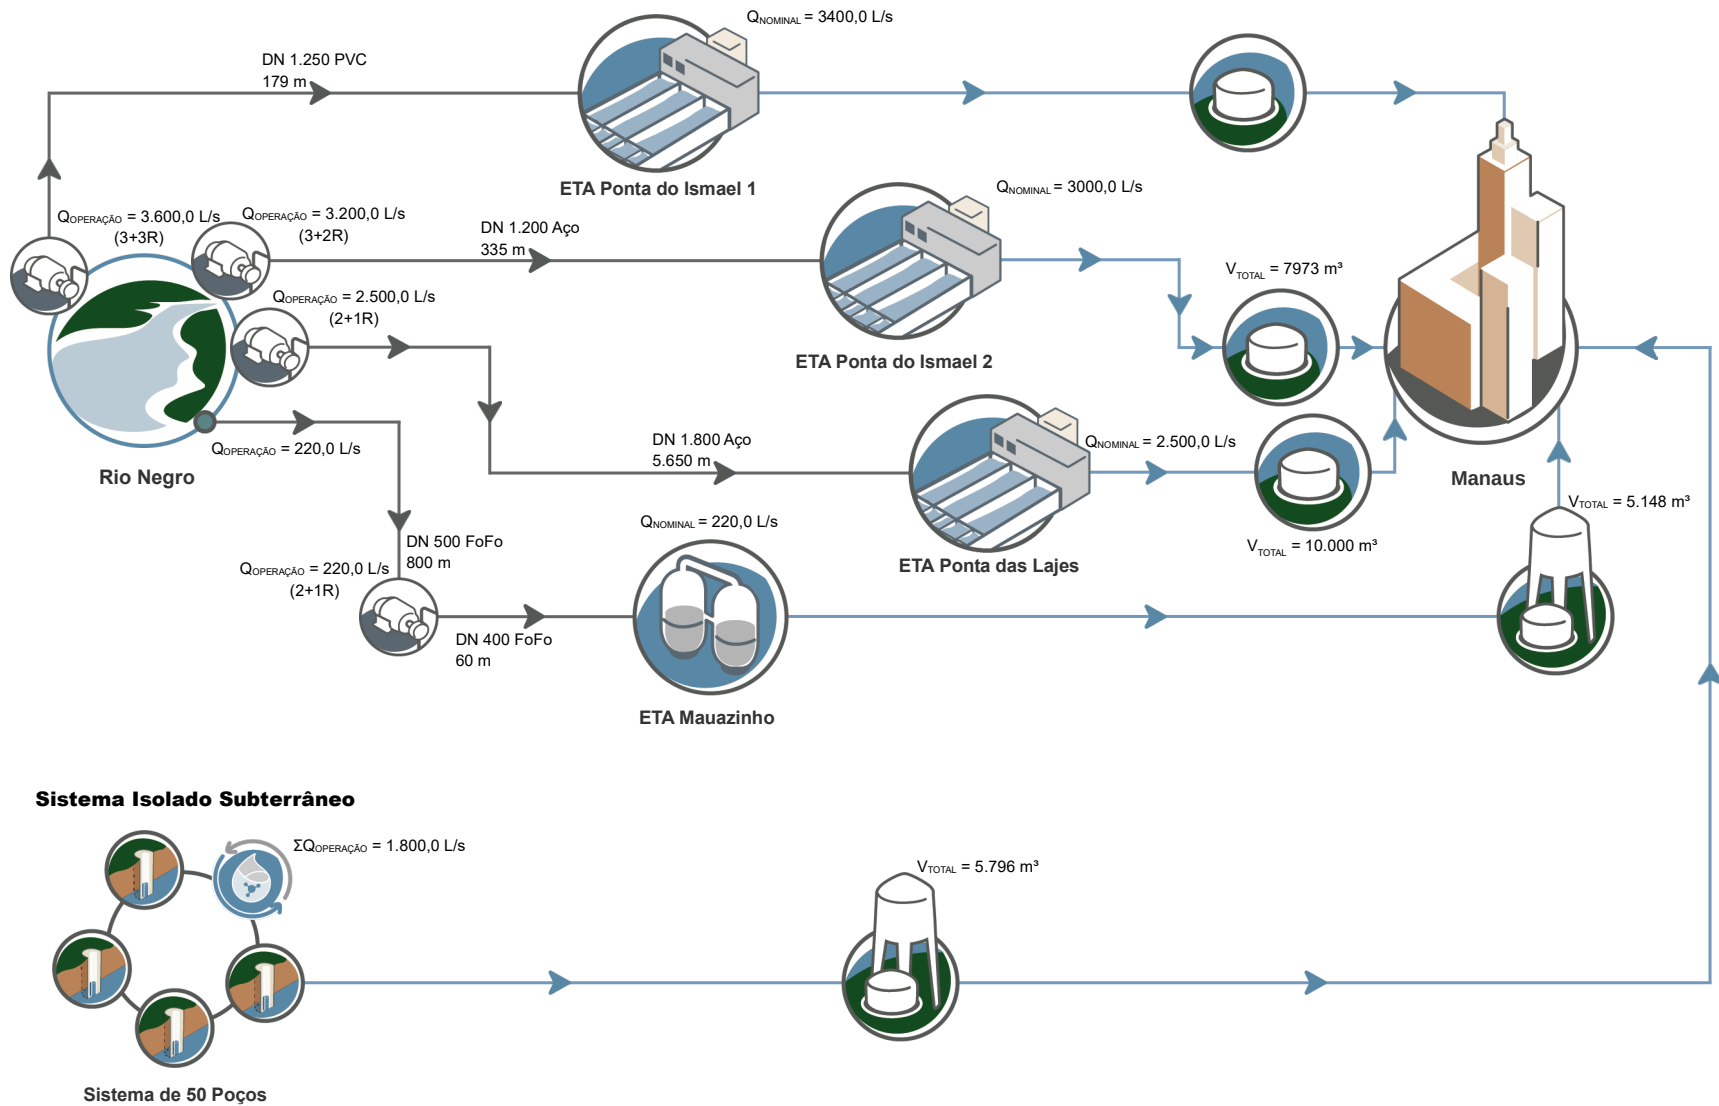 QNOMINAL = 3400,0 L/s
DN 1.250 PVC
179 m
ETA Ponta do Ismael 1
QNOMINAL = 3000,0 L/s
QOPERAÇÃO = 3.600,0 L/s
(3+3R)
QOPERAÇÃO = 3.200,0 L/s
(3+2R)
DN 1.200 Aço
335 m
VTOTAL = 7973 m³
QOPERAÇÃO = 2.500,0 L/s
(2+1R)
ETA Ponta do Ismael 2
QOPERAÇÃO = 220,0 L/s
Rio Negro
DN 1.800 Aço
5.650 m
QNOMINAL = 2.500,0 L/s
Manaus
VTOTAL = 5.148 m³
QNOMINAL = 220,0 L/s
VTOTAL = 10.000 m³
DN 500 FoFo
800 m
ETA Ponta das Lajes
QOPERAÇÃO = 220,0 L/s
(2+1R)
DN 400 FoFo
60 m
ETA Mauazinho
Sistema Isolado Subterrâneo
ΣQOPERAÇÃO = 1.800,0 L/s
VTOTAL = 5.796 m³
Sistema de 50 Poços